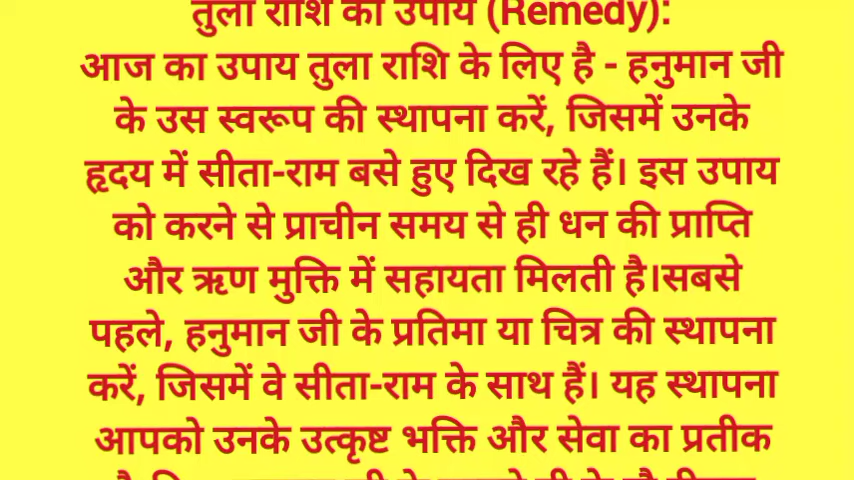 तुला राशि का उपाय (Remedy):
आज का उपाय तुला राशि के लिए है - हनुमान जी
के उस स्वरूप की स्थापना करें, जिसमें उनके
हृदय में सीता-राम बसे हुए दिख रहे हैं। इस उपाय
को करने से प्राचीन समय से ही धन की प्राप्ति
और ऋण मुक्ति में सहायता मिलती है।सबसे
पहले, हनुमान जी के प्रतिमा या चित्र की स्थापना
करें, जिसमें वे सीता-राम के साथ हैं। यह स्थापना
आपको उनके उत्कृष्ट भक्ति और सेवा का प्रतीक